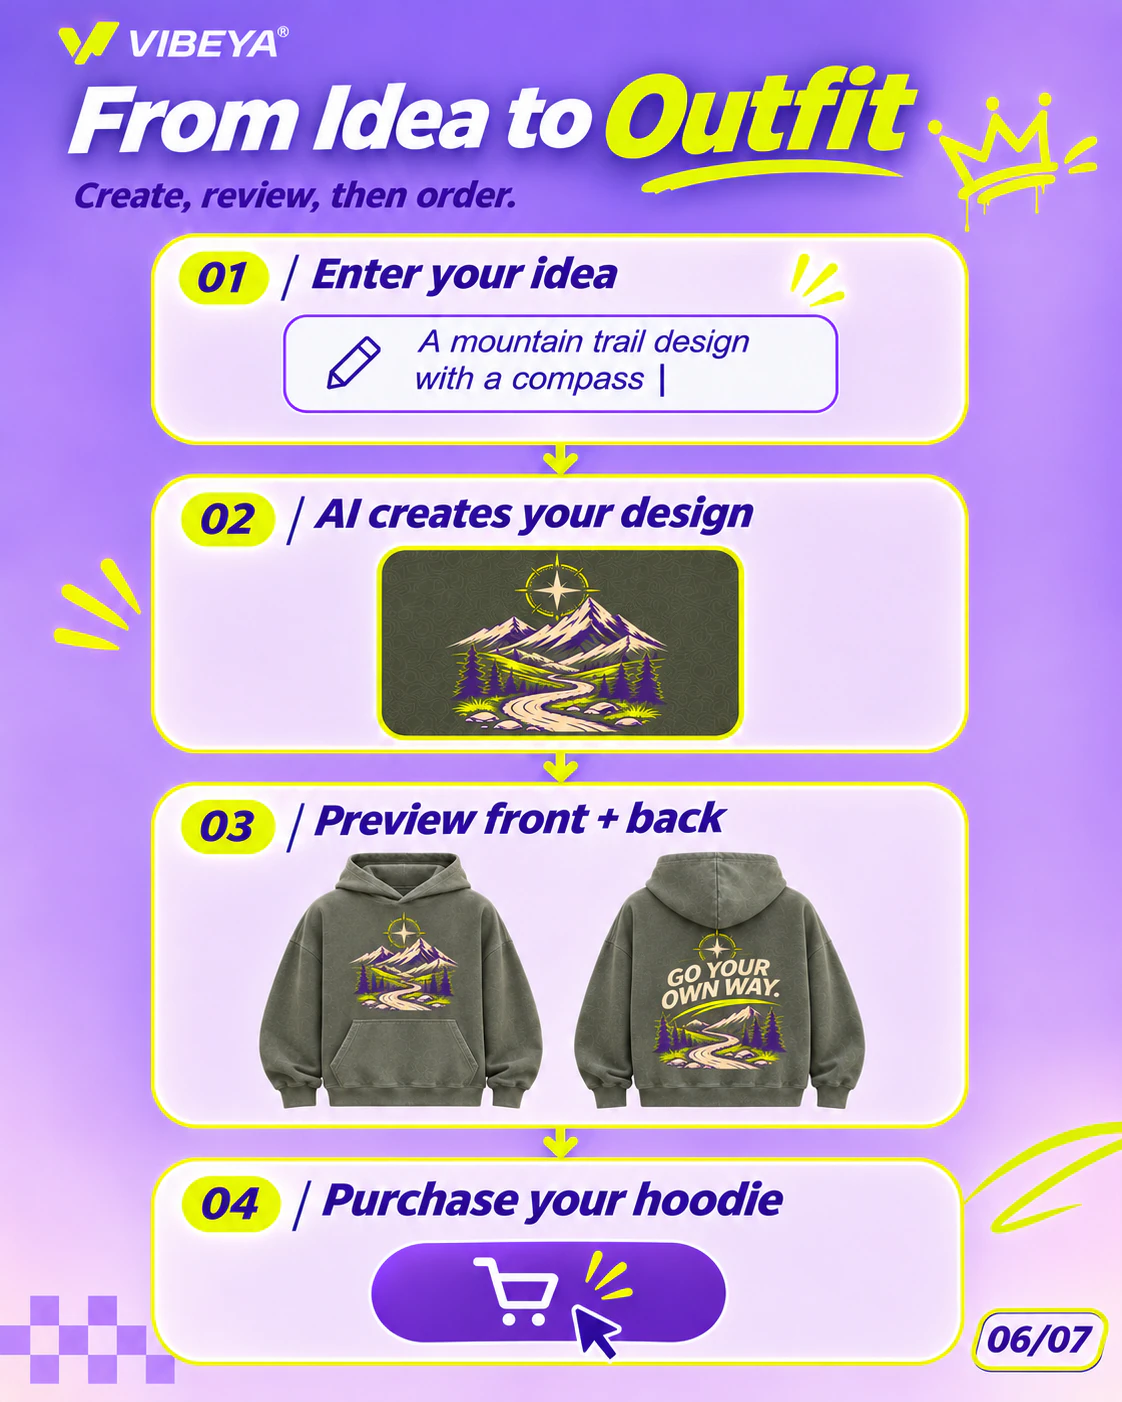 VIBEYA®
From Idea to Outfit
Create, review, then order.
01 / Enter your idea
A mountain trail design
with a compass |
02 / AI creates your design
03 / Preview front + back
GO YOUR
OWN WAY.
04 / Purchase your hoodie
06/07